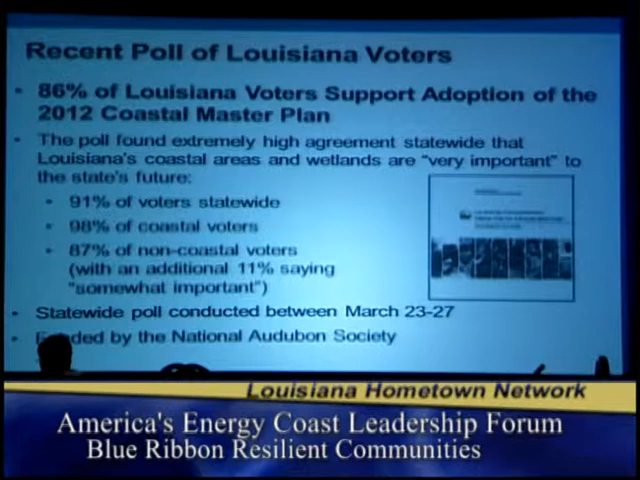 Recent Poll of Louisiana Voters
• 86% of Louisiana Voters Support Adoption of the
2012 Coastal Master Plan
• The poll found extremely high agreement statewide that
Louisiana's coastal areas and wetlands are "very important" to
the state's future:
• 91% of voters statewide
• 98% of coastal voters
• 87% of non-coastal voters
(with an additional 11% saying
"somewhat important")
• Statewide poll conducted between March 23-27
• Funded by the National Audubon Society
Louisiana Hometown Network
America's Energy Coast Leadership Forum
Blue Ribbon Resilient Communities